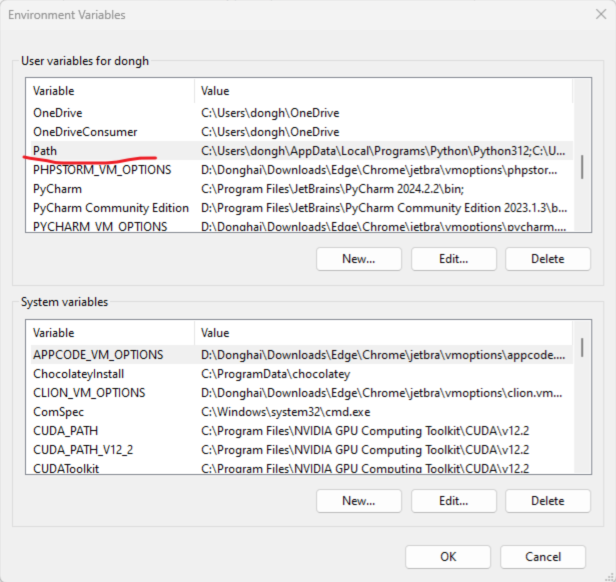 Environment Variables
User variables for dongh
Variable Value
OneDrive C:\Users\dongh\OneDrive
OneDriveConsumer C:\Users\dongh\OneDrive
Path C:\Users\dongh\AppData\Local\Programs\Python\Python312;C:\U...
PHPSTORM_VM_OPTIONS D:\Donghai\Downloads\Edge\Chrome\jetbra\vmoptions\phpstor...
PyCharm C:\Program Files\JetBrains\PyCharm 2024.2.2\bin;
PyCharm Community Edition D:\Program Files\JetBrains\PyCharm Community Edition 2023.1.3\b...
PYCHARM_VM_OPTIONS D:\Donghai\Downloads\Edge\Chrome\jetbra\vmoptions\pycharm....
New... Edit... Delete
System variables
Variable Value
APPCODE_VM_OPTIONS D:\Donghai\Downloads\Edge\Chrome\jetbra\vmoptions\appcode....
ChocolateyInstall C:\ProgramData\chocolatey
CLION_VM_OPTIONS D:\Donghai\Downloads\Edge\Chrome\jetbra\vmoptions\clion.vm...
ComSpec C:\Windows\system32\cmd.exe
CUDA_PATH C:\Program Files\NVIDIA GPU Computing Toolkit\CUDA\v12.2
CUDA_PATH_V12_2 C:\Program Files\NVIDIA GPU Computing Toolkit\CUDA\v12.2
CUDAToolkit C:\Program Files\NVIDIA GPU Computing Toolkit\CUDA\v12.2
New... Edit... Delete
OK Cancel